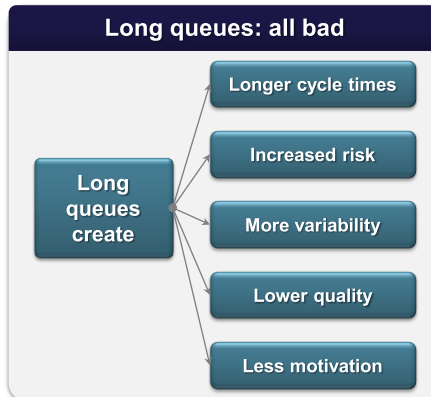 Long queues: all bad
Long
queues
create
Longer cycle times
Increased risk
More variability
Lower quality
Less motivation